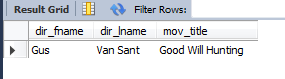 Result Grid Filter Rows:
dir_fname dir_lname mov_title
Gus Van Sant Good Will Hunting